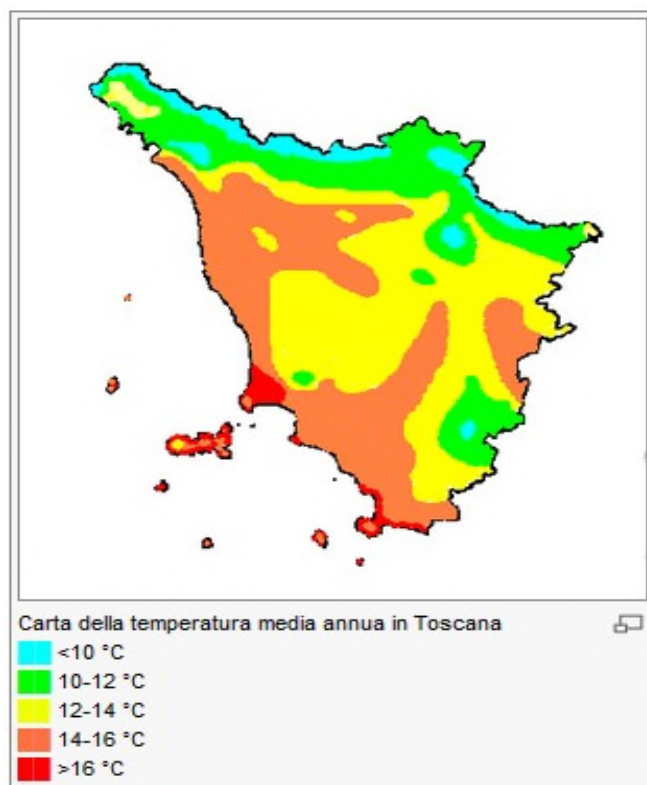 Carta della temperatura media annua in Toscana
<10 °C
10-12 °C
12-14 °C
14-16 °C
>16 °C